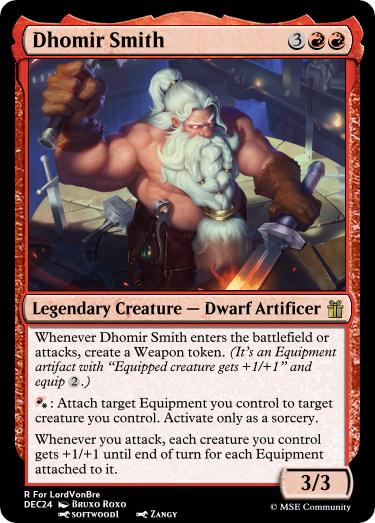 Dhomir Smith 3
Legendary Creature — Dwarf Artificer
Whenever Dhomir Smith enters the battlefield or
attacks, create a Weapon token. (It's an Equipment
artifact with “Equipped creature gets +1/+1” and
equip 2.)
: Attach target Equipment you control to target
creature you control. Activate only as a sorcery.
Whenever you attack, each creature you control
gets +1/+1 until end of turn for each Equipment
attached to it.
3/3
R For LordVonBre
DEC24 Bruxo Roxo
softwood1 Zangy
© MSE Community